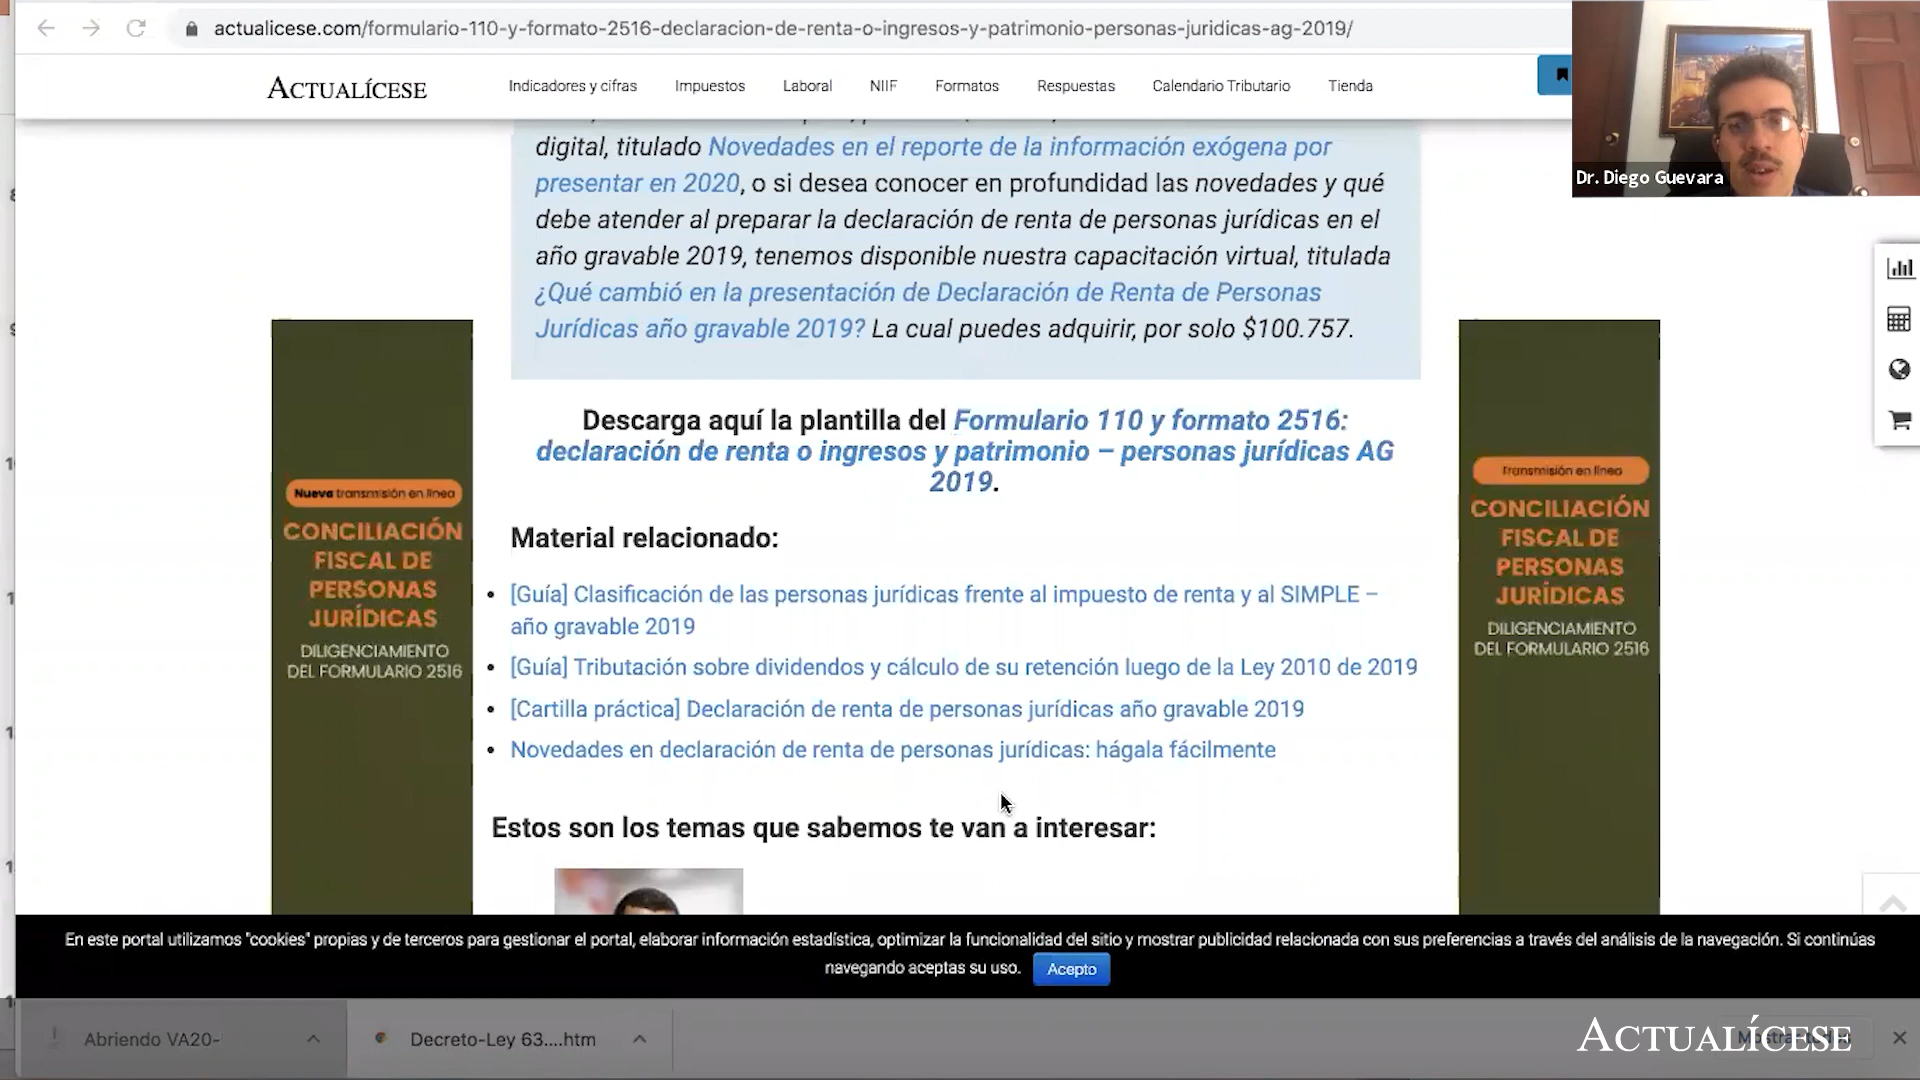 actualicese.com/formulario-110-y-formato-2516-declaracion-de-renta-o-ingresos-y-patrimonio-personas-juridicas-ag-2019/
ACTUALÍCESE
Indicadores y cifras
Impuestos
Laboral
NIIF
Formatos
Respuestas
Calendario Tributario
Tienda
Dr. Diego Guevara
digital, titulado Novedades en el reporte de la información exógena por
presentar en 2020, o si desea conocer en profundidad las novedades y qué
debe atender al preparar la declaración de renta de personas jurídicas en el
año gravable 2019, tenemos disponible nuestra capacitación virtual, titulada
¿Qué cambió en la presentación de Declaración de Renta de Personas
Jurídicas año gravable 2019? La cual puedes adquirir, por solo $100.757.
Descarga aquí la plantilla del Formulario 110 y formato 2516:
declaración de renta o ingresos y patrimonio – personas jurídicas AG
2019.
Material relacionado:
[Guía] Clasificación de las personas jurídicas frente al impuesto de renta y al SIMPLE –
año gravable 2019
[Guía] Tributación sobre dividendos y cálculo de su retención luego de la Ley 2010 de 2019
[Cartilla práctica] Declaración de renta de personas jurídicas año gravable 2019
Novedades en declaración de renta de personas jurídicas: hágala fácilmente
Estos son los temas que sabemos te van a interesar:
Nueva transmisión en línea
CONCILIACIÓN
FISCAL DE
PERSONAS
JURÍDICAS
DILIGENCIAMIENTO
DEL FORMULARIO 2516
Transmisión en línea
CONCILIACIÓN
FISCAL DE
PERSONAS
JURÍDICAS
DILIGENCIAMIENTO
DEL FORMULARIO 2516
En este portal utilizamos "cookies" propias y de terceros para gestionar el portal, elaborar información estadística, optimizar la funcionalidad del sitio y mostrar publicidad relacionada con sus preferencias a través del análisis de la navegación. Si continúas
navegando aceptas su uso.
Acepto
Abriendo VA20-
Decreto-Ley 63....htm
ACTUALÍCESE